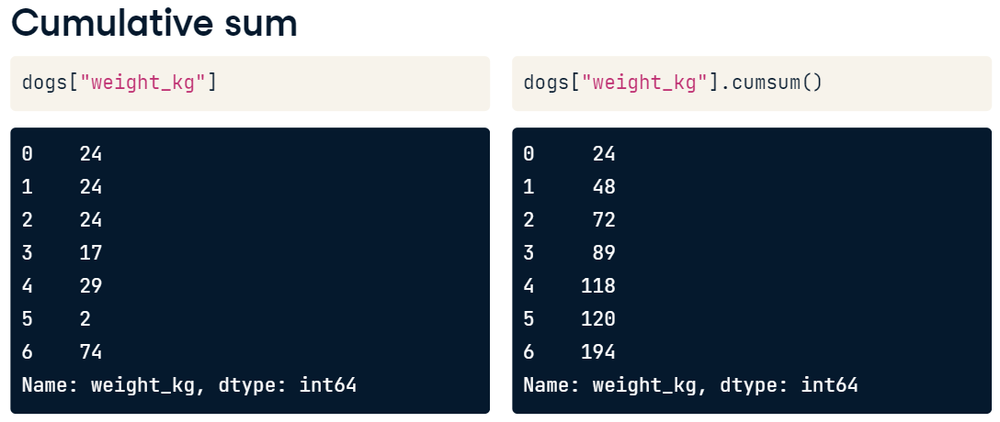 Cumulative sum
dogs["weight_kg"]
0    24
1    24
2    24
3    17
4    29
5    2
6    74
Name: weight_kg, dtype: int64
dogs["weight_kg"].cumsum()
0     24
1     48
2     72
3     89
4    118
5    120
6    194
Name: weight_kg, dtype: int64